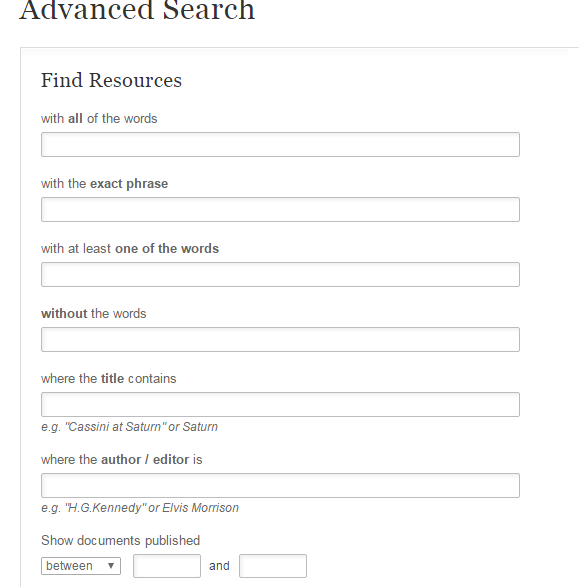 Advanced Search
Find Resources
with all of the words
with the exact phrase
with at least one of the words
without the words
where the title contains
e.g. "Cassini at Saturn" or Saturn
where the author / editor is
e.g. "H.G.Kennedy" or Elvis Morrison
Show documents published
between and